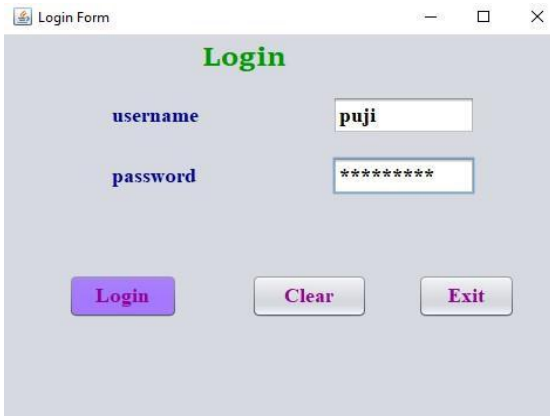 Login Form
Login
username puji
password *********
Login Clear Exit